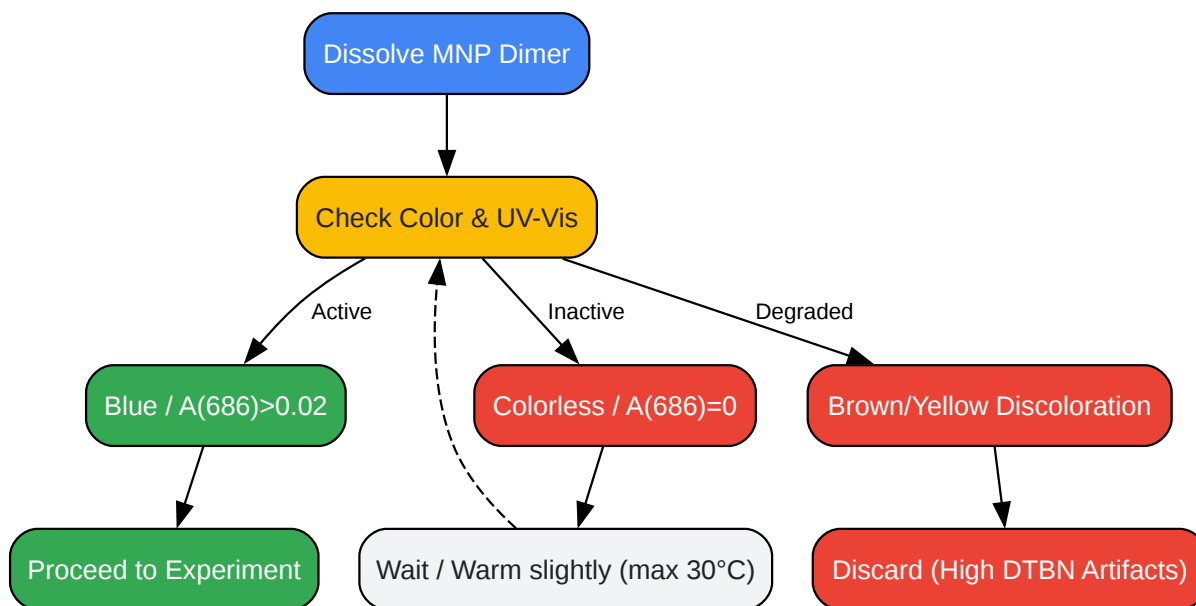 Dissolve MNP Dimer
Check Color & UV-Vis
Active
Inactive
Degraded
Blue / A(686)>0.02
Colorless / A(686)=0
Brown/Yellow Discoloration
Proceed to Experiment
Wait / Warm slightly (max 30°C)
Discard (High DTBN Artifacts)